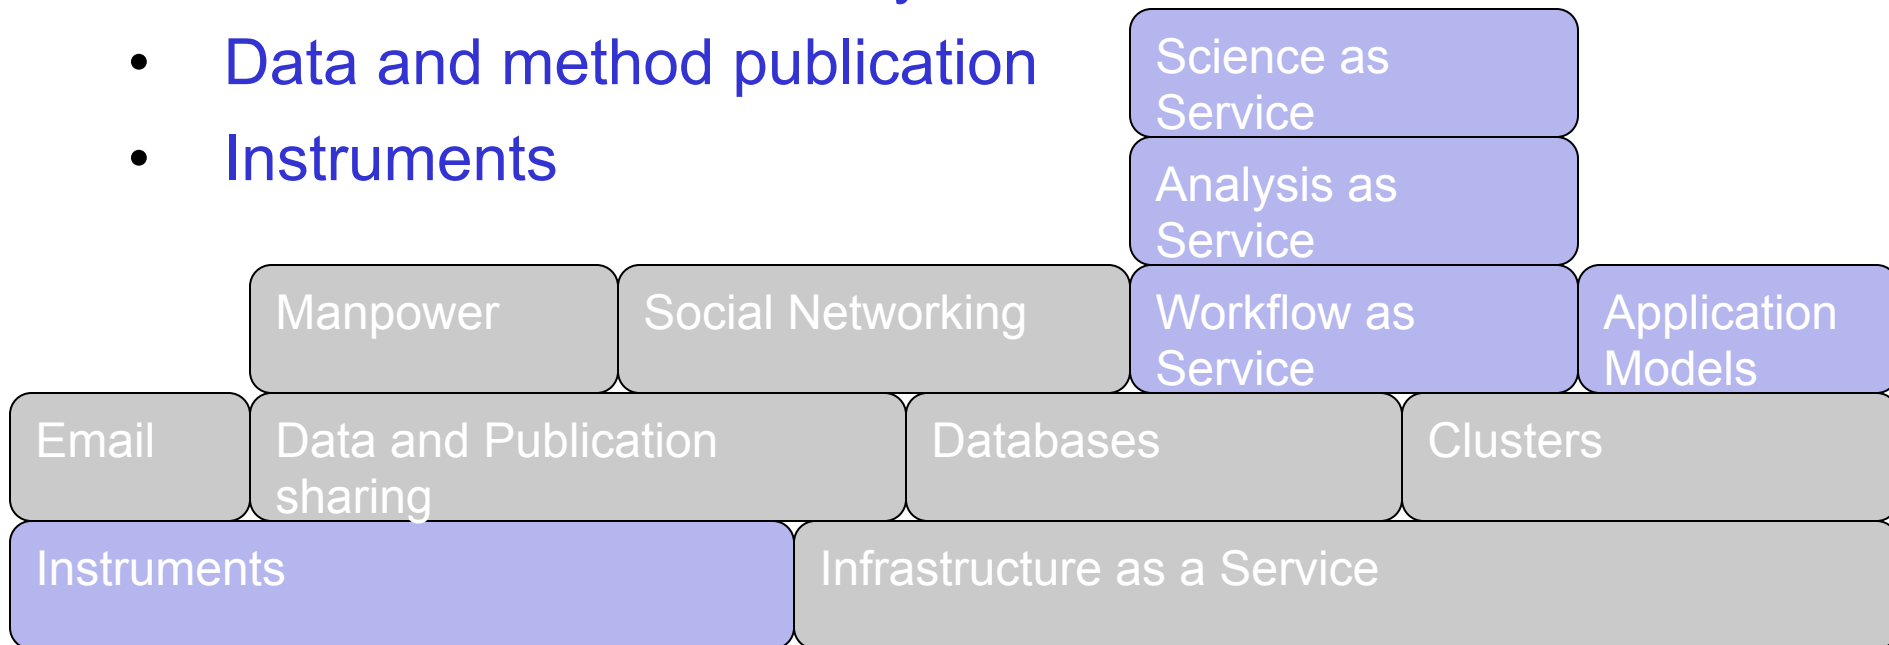 • Data and method publication
• Instruments
Science as
Service
Analysis as
Service
Manpower
Social Networking
Workflow as
Service
Application
Models
Email
Data and Publication
sharing
Databases
Clusters
Instruments
Infrastructure as a Service